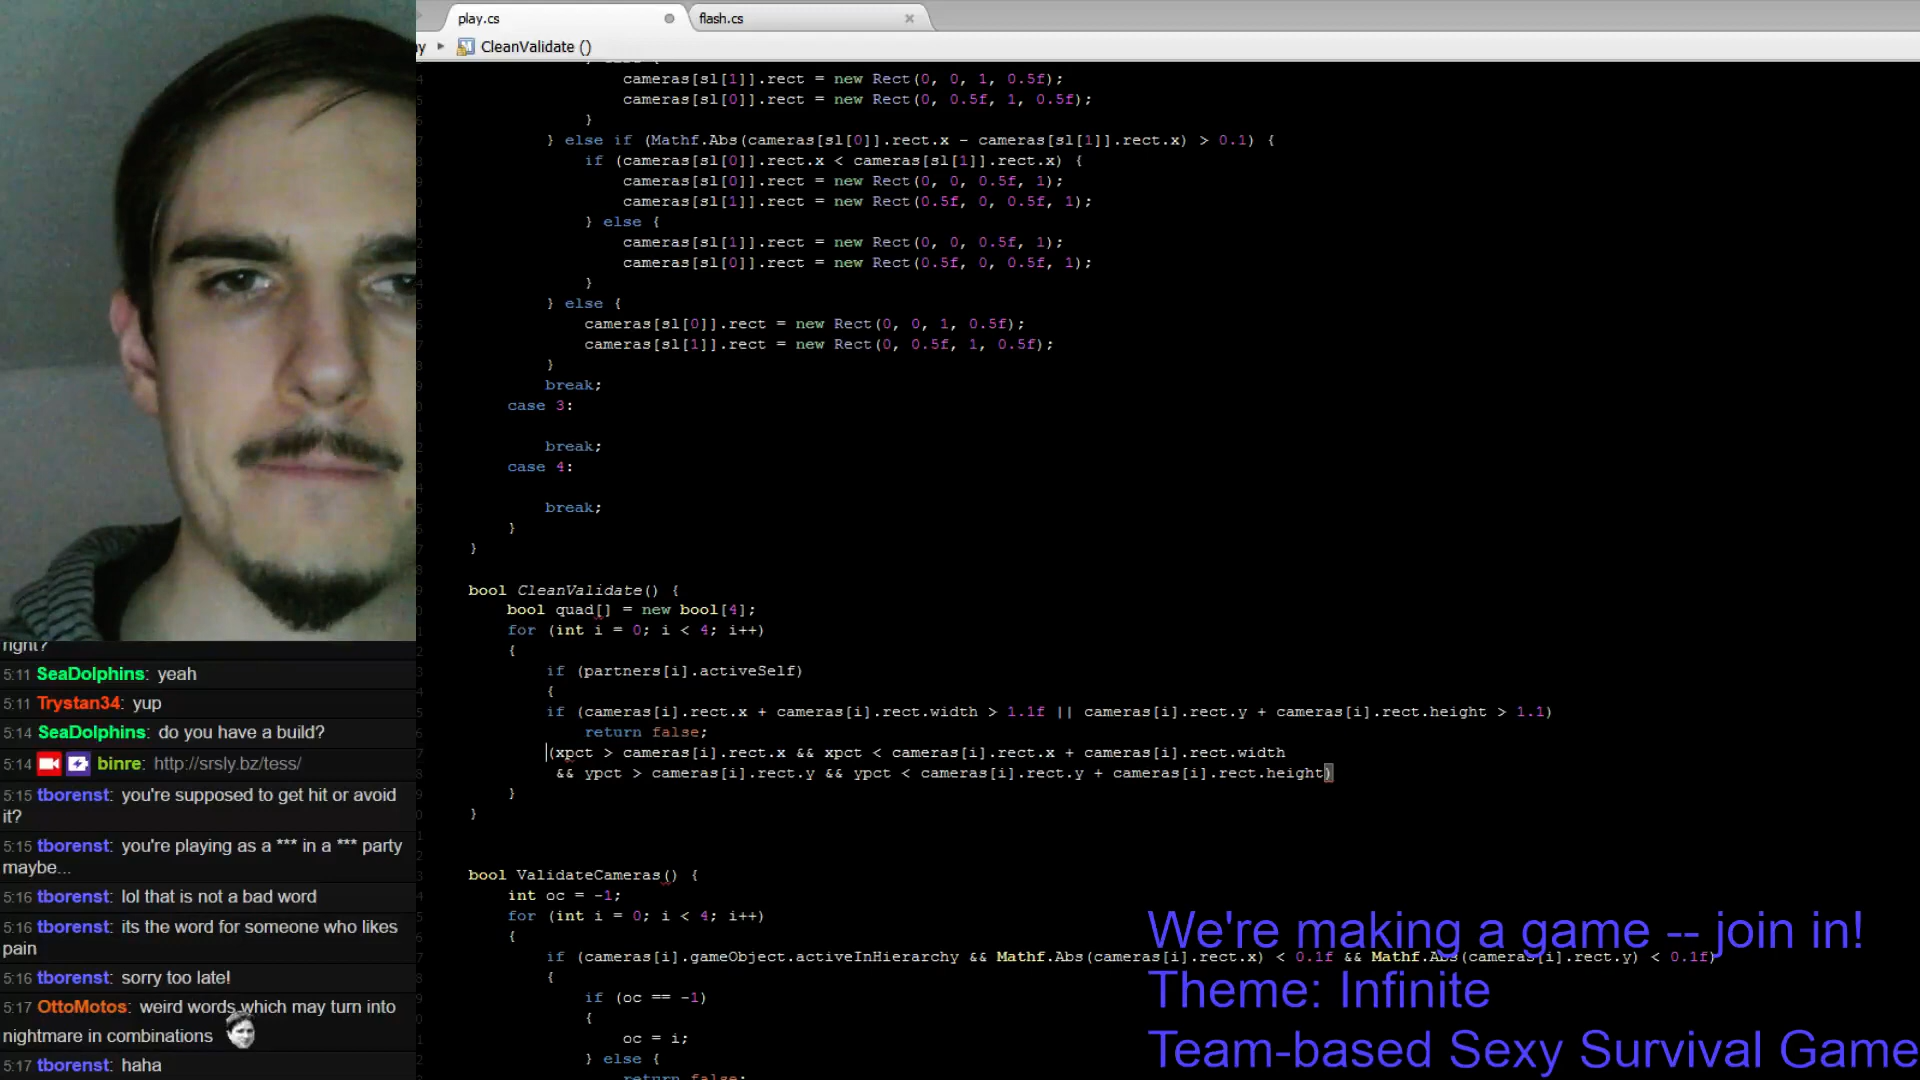 play.cs
flash.cs
CleanValidate ()
cameras[sl[1]].rect = new Rect(0, 0, 1, 0.5f);
cameras[sl[0]].rect = new Rect(0, 0.5f, 1, 0.5f);
}
} else if (Mathf.Abs(cameras[sl[0]].rect.x - cameras[sl[1]].rect.x) > 0.1) {
if (cameras[sl[0]].rect.x < cameras[sl[1]].rect.x) {
cameras[sl[0]].rect = new Rect(0, 0, 0.5f, 1);
cameras[sl[1]].rect = new Rect(0.5f, 0, 0.5f, 1);
} else {
cameras[sl[1]].rect = new Rect(0, 0, 0.5f, 1);
cameras[sl[0]].rect = new Rect(0.5f, 0, 0.5f, 1);
}
} else {
cameras[sl[0]].rect = new Rect(0, 0, 1, 0.5f);
cameras[sl[1]].rect = new Rect(0, 0.5f, 1, 0.5f);
}
break;
case 3:
break;
case 4:
break;
}
}
bool CleanValidate() {
bool quad[] = new bool[4];
for (int i = 0; i < 4; i++)
{
if (partners[i].activeSelf)
{
if (cameras[i].rect.x + cameras[i].rect.width > 1.1f || cameras[i].rect.y + cameras[i].rect.height > 1.1)
return false;
(xpct > cameras[i].rect.x && xpct < cameras[i].rect.x + cameras[i].rect.width
&& ypct > cameras[i].rect.y && ypct < cameras[i].rect.y + cameras[i].rect.height)
}
}
bool ValidateCameras() {
int oc = -1;
for (int i = 0; i < 4; i++)
{
if (cameras[i].gameObject.activeInHierarchy && Mathf.Abs(cameras[i].rect.x) < 0.1f && Mathf.Abs(cameras[i].rect.y) < 0.1f)
{
if (oc == -1)
{
oc = i;
} else {
return false;
right?
5:11 SeaDolphins: yeah
5:11 Trystan34: yup
5:14 SeaDolphins: do you have a build?
5:14 binre: http://srsly.bz/tess/
5:15 tborenst: you're supposed to get hit or avoid
it?
5:15 tborenst: you're playing as a *** in a *** party
maybe...
5:16 tborenst: lol that is not a bad word
5:16 tborenst: its the word for someone who likes
pain
5:16 tborenst: sorry too late!
5:17 OttoMotos: weird words which may turn into
nightmare in combinations
5:17 tborenst: haha
We're making a game -- join in!
Theme: Infinite
Team-based Sexy Survival Game